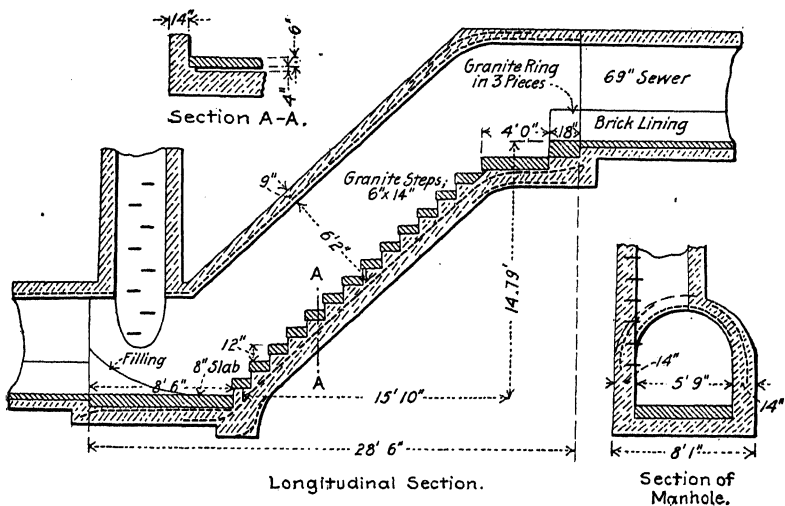 14"
6"
4"
Section A-A.
Granite Ring
in 3 Pieces
69" Sewer
4' 0"
18"
Brick Lining
9"
Granite Steps;
6"x 14"
6' 2"
A
14.79'
12"
Filling
8" Slab
8' 6"
A
15' 10"
14"
5' 9"
14"
28' 6"
8' 1"
Longitudinal Section.
Section of
Manhole.